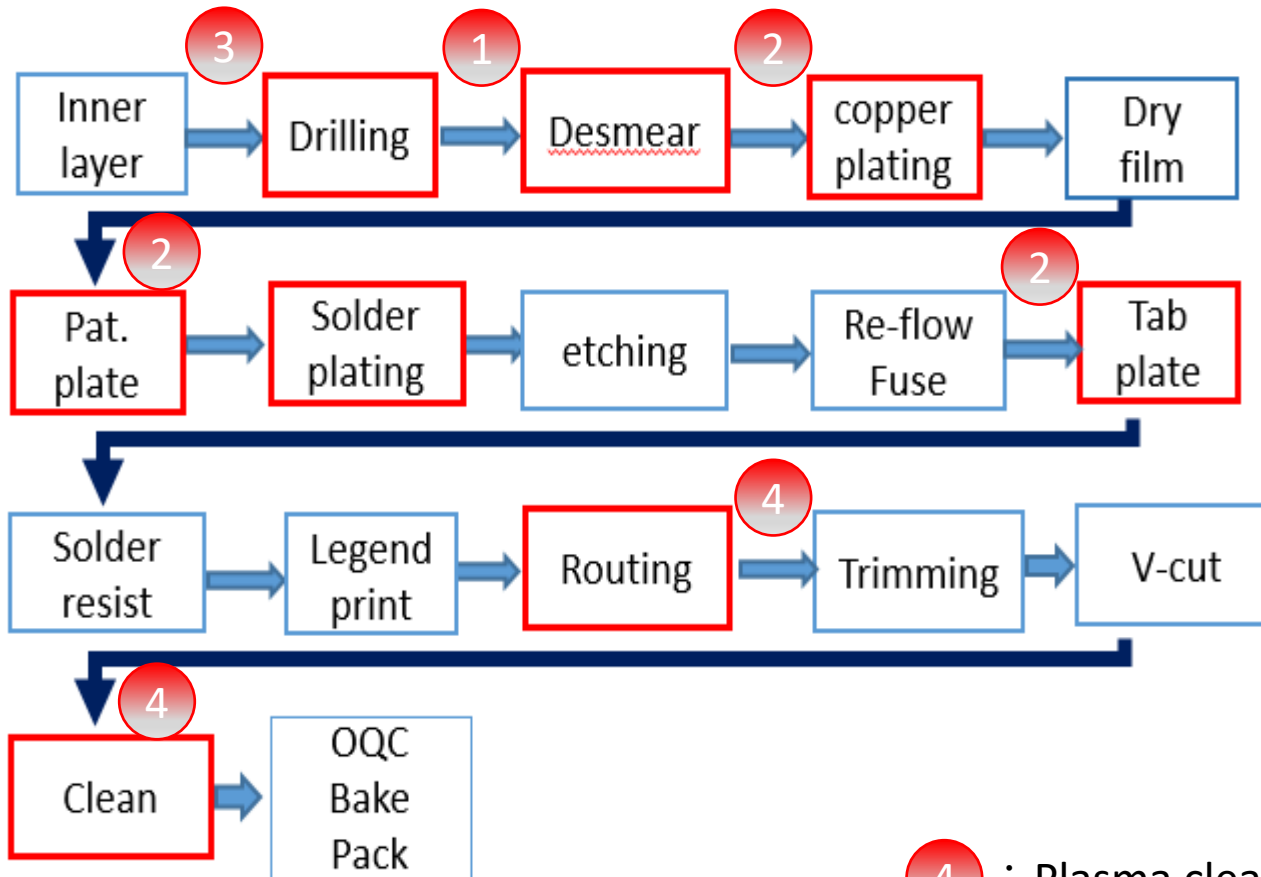 3
1
2
Inner
layer
Drilling
Desmear
copper
plating
Dry
film
2
2
Pat.
plate
Solder
plating
etching
Re-flow
Fuse
Tab
plate
4
Solder
resist
Legend
print
Routing
Trimming
V-cut
4
Clean
OQC
Bake
Pack
4 : Plasma